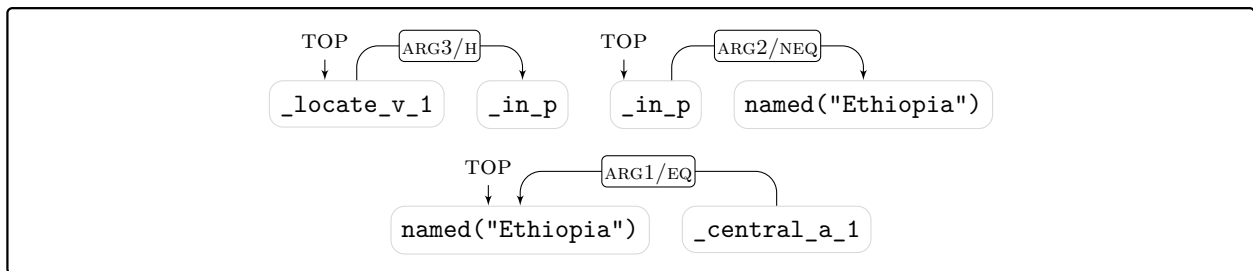 TOP ARG3/H TOP ARG2/NEQ
_locate_v_1 _in_p _in_p named("Ethiopia")
TOP ARG1/EQ
named("Ethiopia") _central_a_1